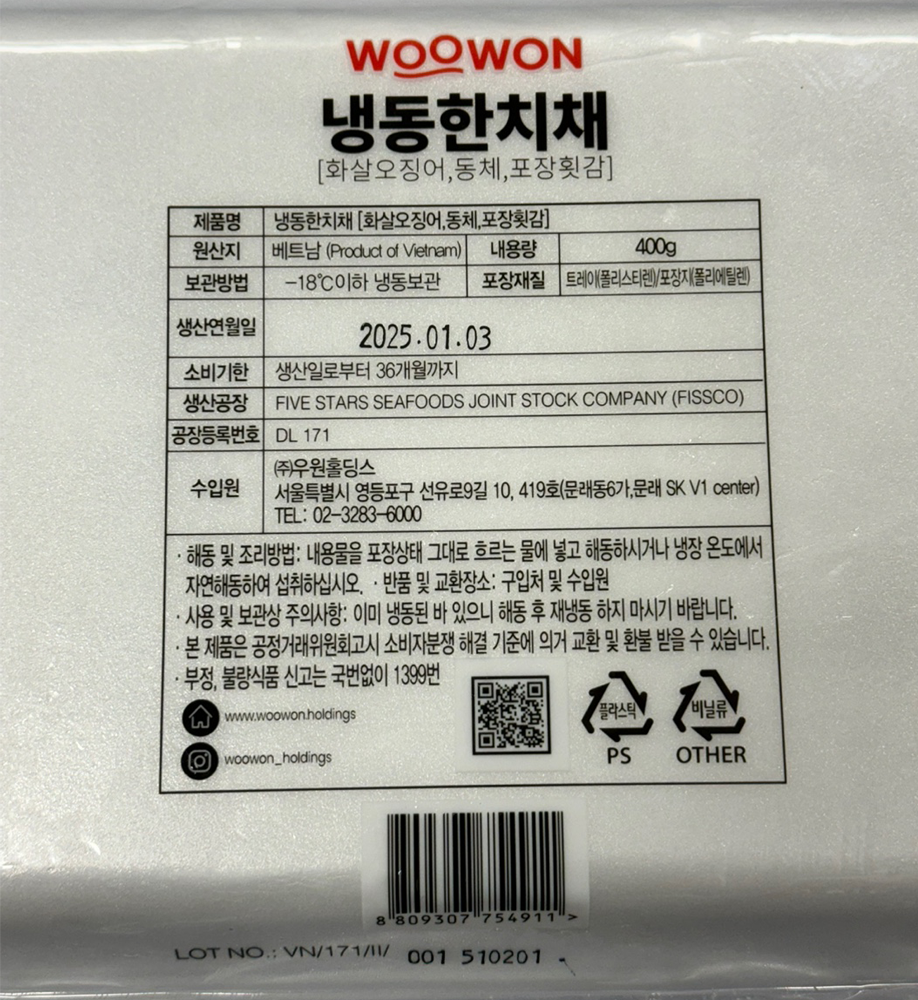 WOOWON
냉동한치채
[화살오징어,동체,포장횟감]
제품명 냉동한치채 [화살오징어,동체,포장횟감]
원산지 베트남 (Product of Vietnam) 내용량 400g
보관방법 -18℃이하 냉동보관 포장재질 트레이(폴리스티렌)/포장지(폴리에틸렌)
생산연월일 2025.01.03
소비기한 생산일로부터 36개월까지
생산공장 FIVE STARS SEAFOODS JOINT STOCK COMPANY (FISSCO)
공장등록번호 DL 171
수입원 ㈜우원홀딩스
서울특별시 영등포구 선유로9길 10, 419호(문래동6가,문래 SK V1 center)
TEL: 02-3283-6000
· 해동 및 조리방법: 내용물을 포장상태 그대로 흐르는 물에 넣고 해동하시거나 냉장 온도에서
자연해동하여 섭취하십시오. · 반품 및 교환장소: 구입처 및 수입원
· 사용 및 보관상 주의사항: 이미 냉동된 바 있으니 해동 후 재냉동 하지 마시기 바랍니다.
· 본 제품은 공정거래위원회고시 소비자분쟁 해결 기준에 의거 교환 및 환불 받을 수 있습니다.
· 부정, 불량식품 신고는 국번없이 1399번
www.woowon.holdings
woowon_holdings
플라스틱 비닐류
PS OTHER
8 809307 754911 >
LOT NO.: VN/171/II/ 001 510201